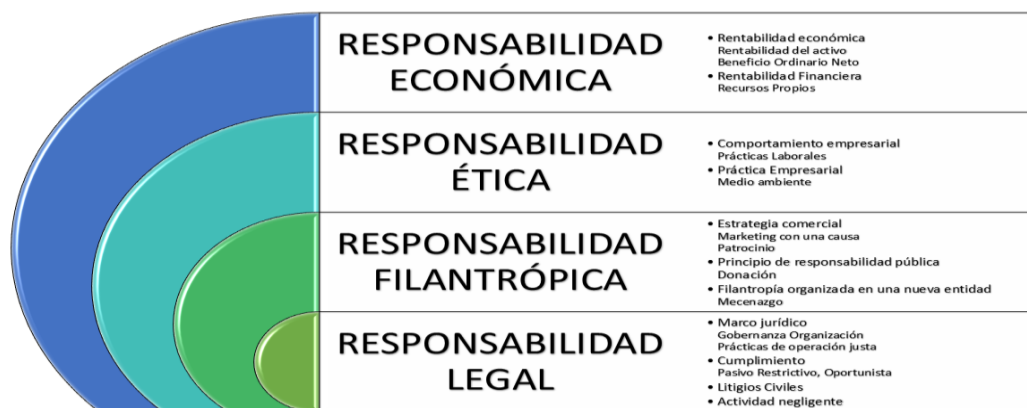 RESPONSABILIDAD
ECONÓMICA
• Rentabilidad económica
Rentabilidad del activo
Beneficio Ordinario Neto
• Rentabilidad Financiera
Recursos Propios
RESPONSABILIDAD
ÉTICA
• Comportamiento empresarial
Prácticas Laborales
• Práctica Empresarial
Medio ambiente
RESPONSABILIDAD
FILANTRÓPICA
• Estrategia comercial
Marketing con una causa
Patrocinio
• Principio de responsabilidad pública
Donación
• Filantropía organizada en una nueva entidad
Mecenazgo
RESPONSABILIDAD
LEGAL
• Marco jurídico
Gobernanza Organización
Prácticas de operación justa
• Cumplimiento
Pasivo Restrictivo, Oportunista
• Litigios Civiles
• Actividad negligente